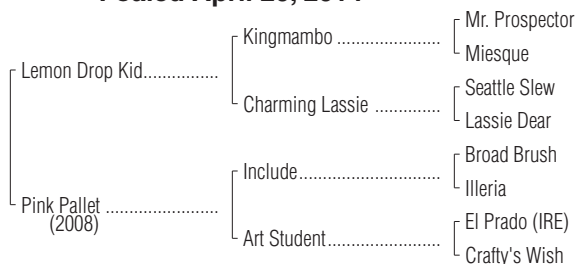 Kingmambo
Mr. Prospector
Miesque
Lemon Drop Kid
Charming Lassie
Seattle Slew
Lassie Dear
Include
Broad Brush
Illeria
Pink Pallet
(2008)
Art Student
El Prado (IRE)
Crafty's Wish